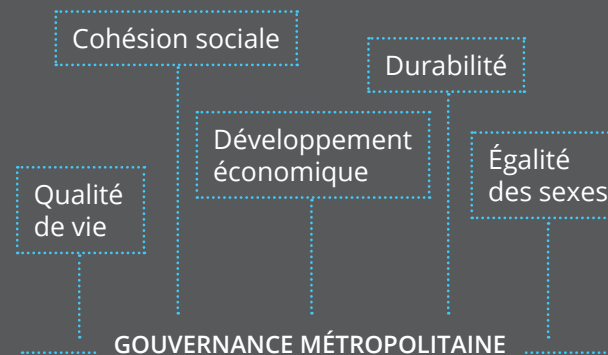 Cohésion sociale
Durabilité
Développement
économique
Égalité
des sexes
Qualité
de vie
GOUVERNANCE MÉTROPOLITAINE